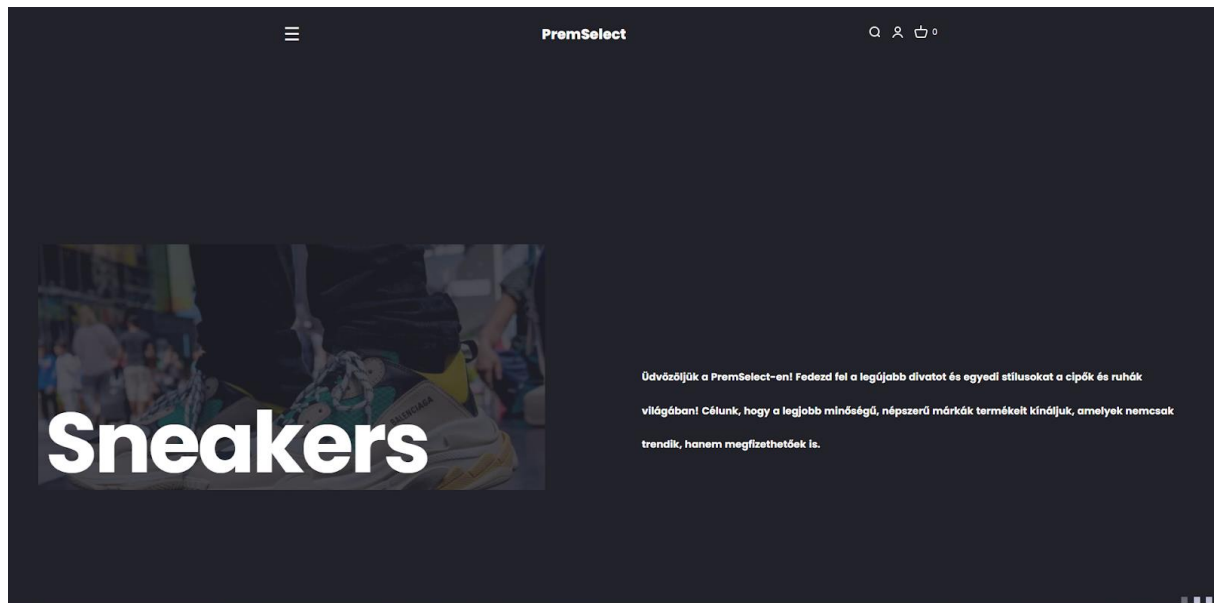 PremSelect
0
BALENCIAGA
Sneakers
Üdvözöljük a PremSelect-en! Fedezd fel a legújabb divatot és egyedi stílusokat a cipők és ruhák
világában! Célunk, hogy a legjobb minőségű, népszerű márkák termékeit kínáljuk, amelyek nemcsak
trendik, hanem megfizethetőek is.